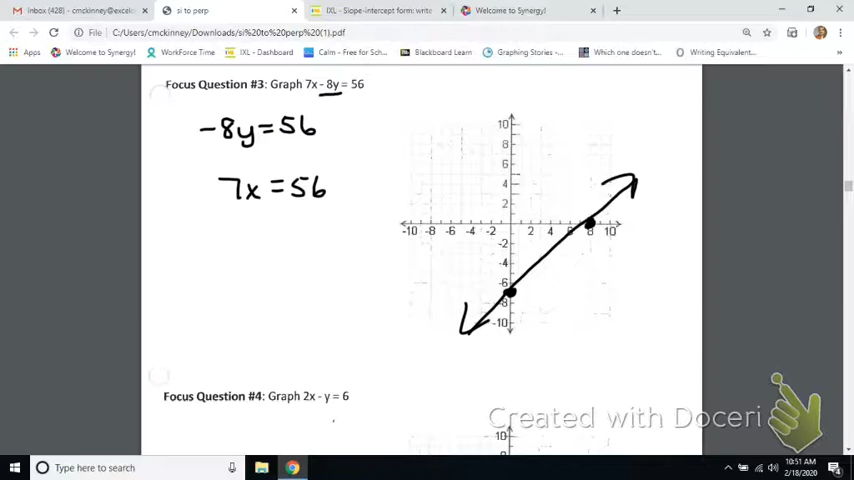 Inbox (428) - cmckinney@excel
si to perp
IXL - Slope-intercept form: write
Welcome to Synergy!
File
C:/Users/cmckinney/Downloads/si%20to%20perp%20(1).pdf
Apps
Welcome to Synergy!
WorkForce Time
IXL - Dashboard
Calm - Free for Sch...
Blackboard Learn
Graphing Stories -...
Which one doesn't...
Writing Equivalent...
Focus Question #3: Graph 7x - 8y = 56
-8y=56
7x=56
10
8
6
4
2
-10 -8 -6 -4 -2 2 4 6 8 10
-2
-4
-6
-8
-10
Focus Question #4: Graph 2x - y = 6
Created with Doceri
10
8
Type here to search
10:51 AM
2/18/2020
4